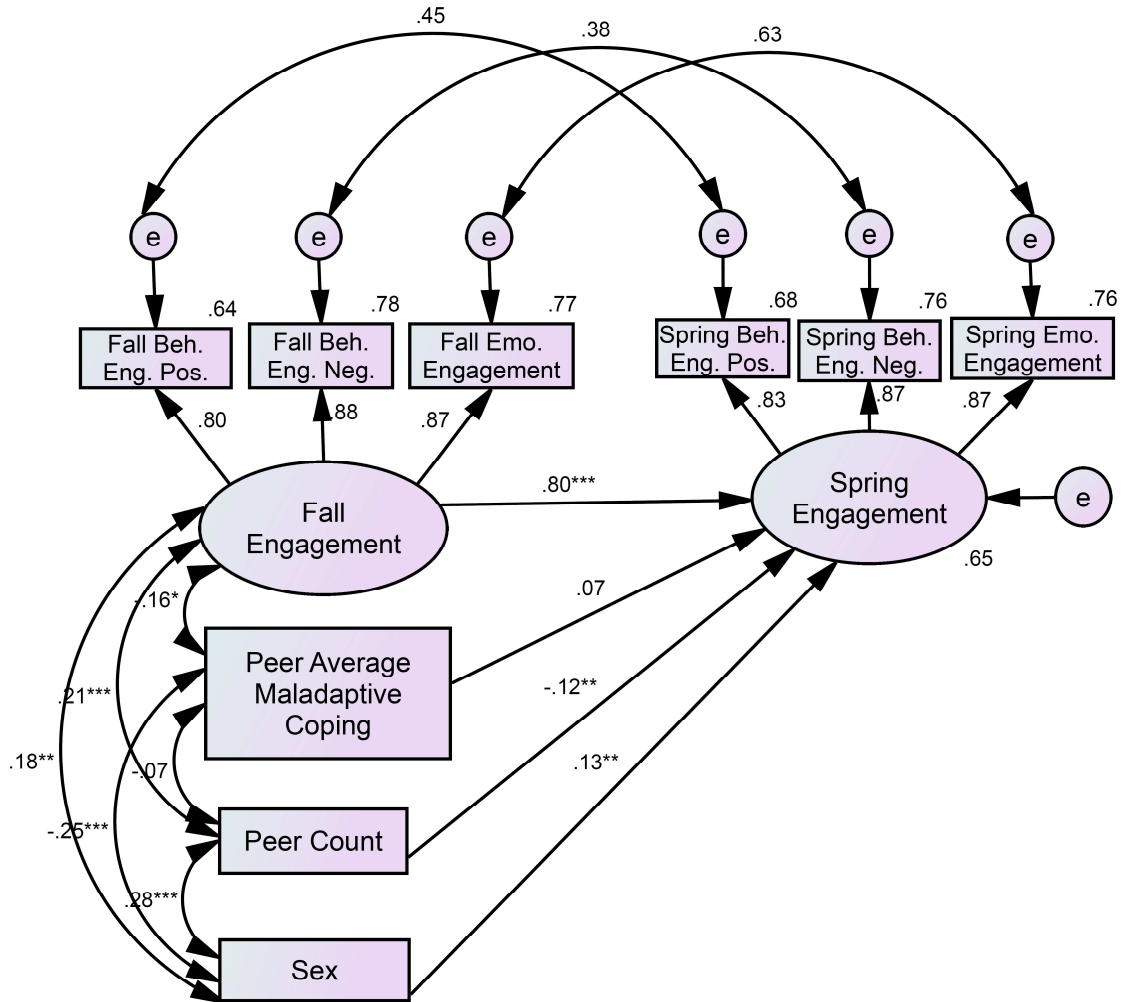 .45
.38
.63
e
e
e
e
e
e
.64
.78
.77
.68
.76
.76
Fall Beh.
Eng. Pos.
Fall Beh.
Eng. Neg.
Fall Emo.
Engagement
Spring Beh.
Eng. Pos.
Spring Beh.
Eng. Neg.
Spring Emo.
Engagement
.80
.88
.87
.83
.87
.87
Fall
Engagement
.80***
Spring
Engagement
e
.65
-.16*
.07
Peer Average
Maladaptive
Coping
.21***
-.12**
.18**
-.07
.13**
-.25***
Peer Count
.28***
Sex